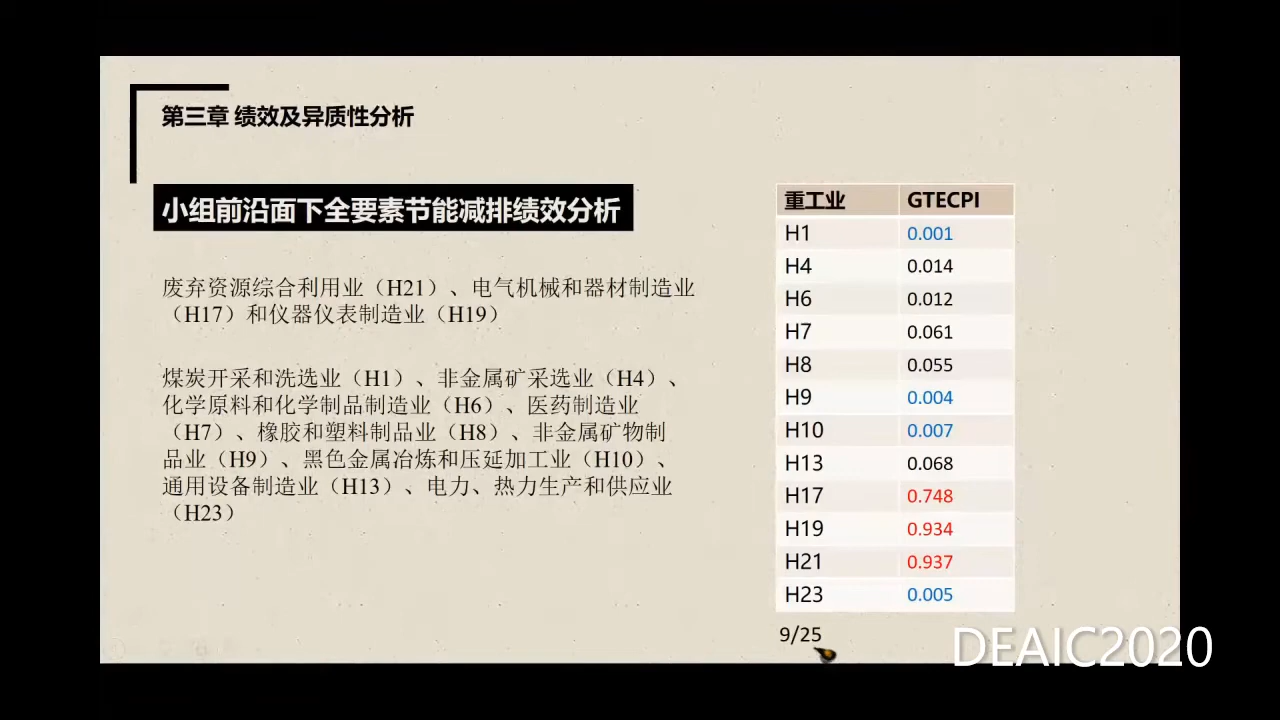 第三章 绩效及异质性分析
小组前沿面下全要素节能减排绩效分析
废弃资源综合利用业（H21）、电气机械和器材制造业
（H17）和仪器仪表制造业（H19）
煤炭开采和洗选业（H1）、非金属矿采选业（H4）、
化学原料和化学制品制造业（H6）、医药制造业
（H7）、橡胶和塑料制品业（H8）、非金属矿物制
品业（H9）、黑色金属冶炼和压延加工业（H10）、
通用设备制造业（H13）、电力、热力生产和供应业
（H23）
重工业 GTECPI
H1 0.001
H4 0.014
H6 0.012
H7 0.061
H8 0.055
H9 0.004
H10 0.007
H13 0.068
H17 0.748
H19 0.934
H21 0.937
H23 0.005
9/25
DEAIC2020